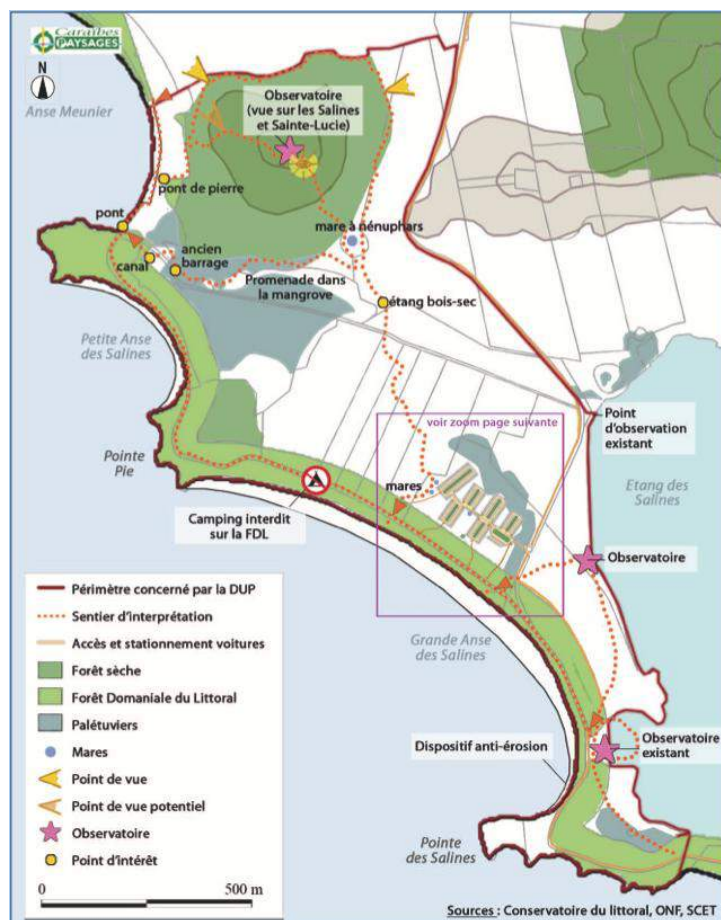 Caraïbes
PAYSAGES
N
Anse Meunier
Observatoire
(vue sur les Salines
et Sainte-Lucie)
pont de pierre
pont
mare à nénuphars
canal
ancien
barrage
Promenade dans
la mangrove
étang bois-sec
Petite Anse
des Salines
voir zoom page suivante
Point
d'observation
existant
Pointe
Pie
mares
Etang des
Salines
Camping interdit
sur la FDL
Observatoire
Périmètre concerné par la DUP
Sentier d'interprétation
Accès et stationnement voitures
Forêt sèche
Forêt Domaniale du Littoral
Palétuviers
Mares
Point de vue
Point de vue potentiel
Observatoire
Point d'intérêt
0 500 m
Grande Anse
des Salines
Dispositif anti-érosion
Observatoire
existant
Pointe
des Salines
Sources : Conservatoire du littoral, ONF, SCET